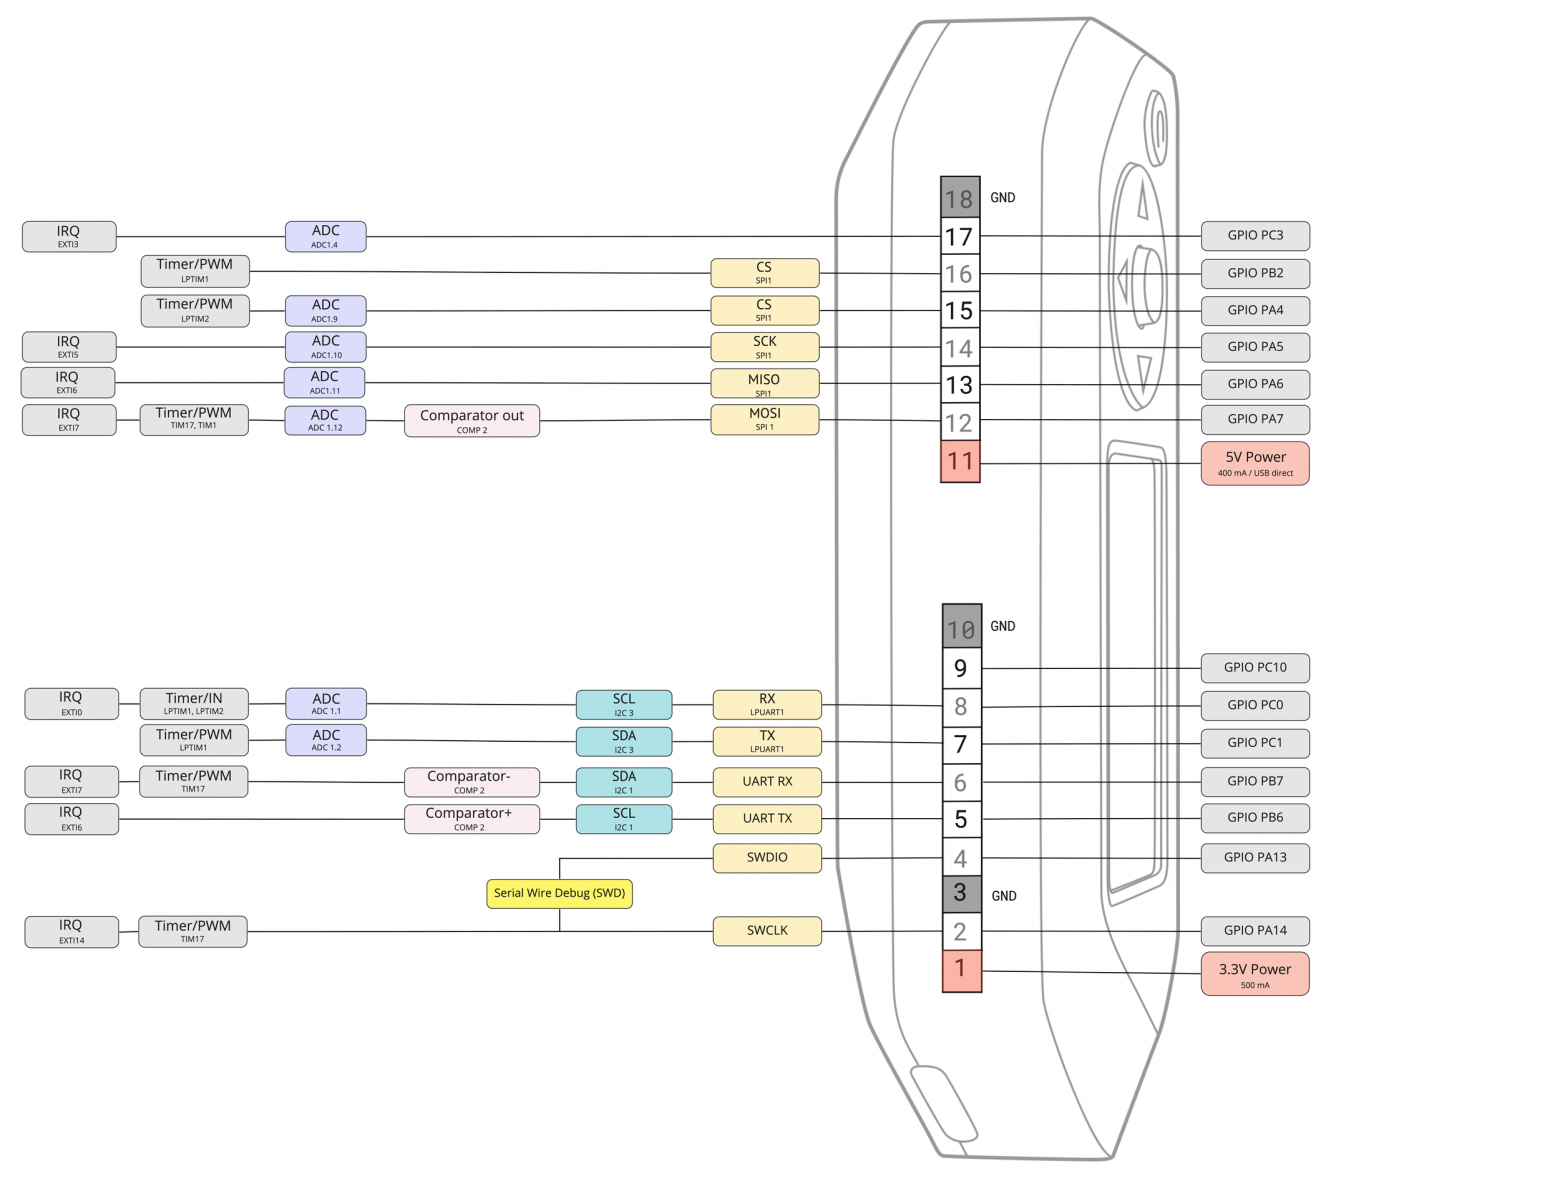 18 GND
IRQ ADC 17 GPIO PC3
EXTI3 ADC1.4
Timer/PWM CS 16 GPIO PB2
LPTIM1 SPI1
Timer/PWM ADC CS 15 GPIO PA4
LPTIM2 ADC1.9 SPI1
IRQ ADC SCK 14 GPIO PA5
EXTI5 ADC1.10 SPI1
IRQ ADC MISO 13 GPIO PA6
EXTI6 ADC1.11 SPI1
IRQ Timer/PWM ADC Comparator out MOSI 12 GPIO PA7
EXTI7 TIM17, TIM1 ADC 1.12 COMP 2 SPI 1
11 5V Power
400 mA / USB direct
10 GND
9 GPIO PC10
IRQ Timer/IN ADC SCL RX 8 GPIO PC0
EXTI0 LPTIM1, LPTIM2 ADC 1.1 I2C 3 LPUART1
Timer/PWM ADC SDA TX 7 GPIO PC1
LPTIM1 ADC 1.2 I2C 3 LPUART1
IRQ Timer/PWM Comparator- SDA UART RX 6 GPIO PB7
EXTI7 TIM17 COMP 2 I2C 1
IRQ Comparator+ SCL UART TX 5 GPIO PB6
EXTI6 COMP 2 I2C 1
SWDIO 4 GPIO PA13
Serial Wire Debug (SWD) 3 GND
IRQ Timer/PWM SWCLK 2 GPIO PA14
EXTI14 TIM17
1 3.3V Power
500 mA